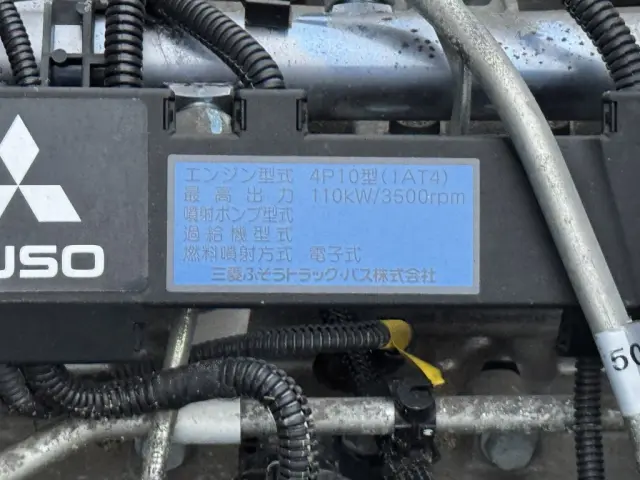 エンジン型式 4P10型(1AT4)
最高出力 110kW/3500rpm
噴射ポンプ型式
過給機型式
燃料噴射方式 電子式
三菱ふそうトラック・バス株式会社
USO
50